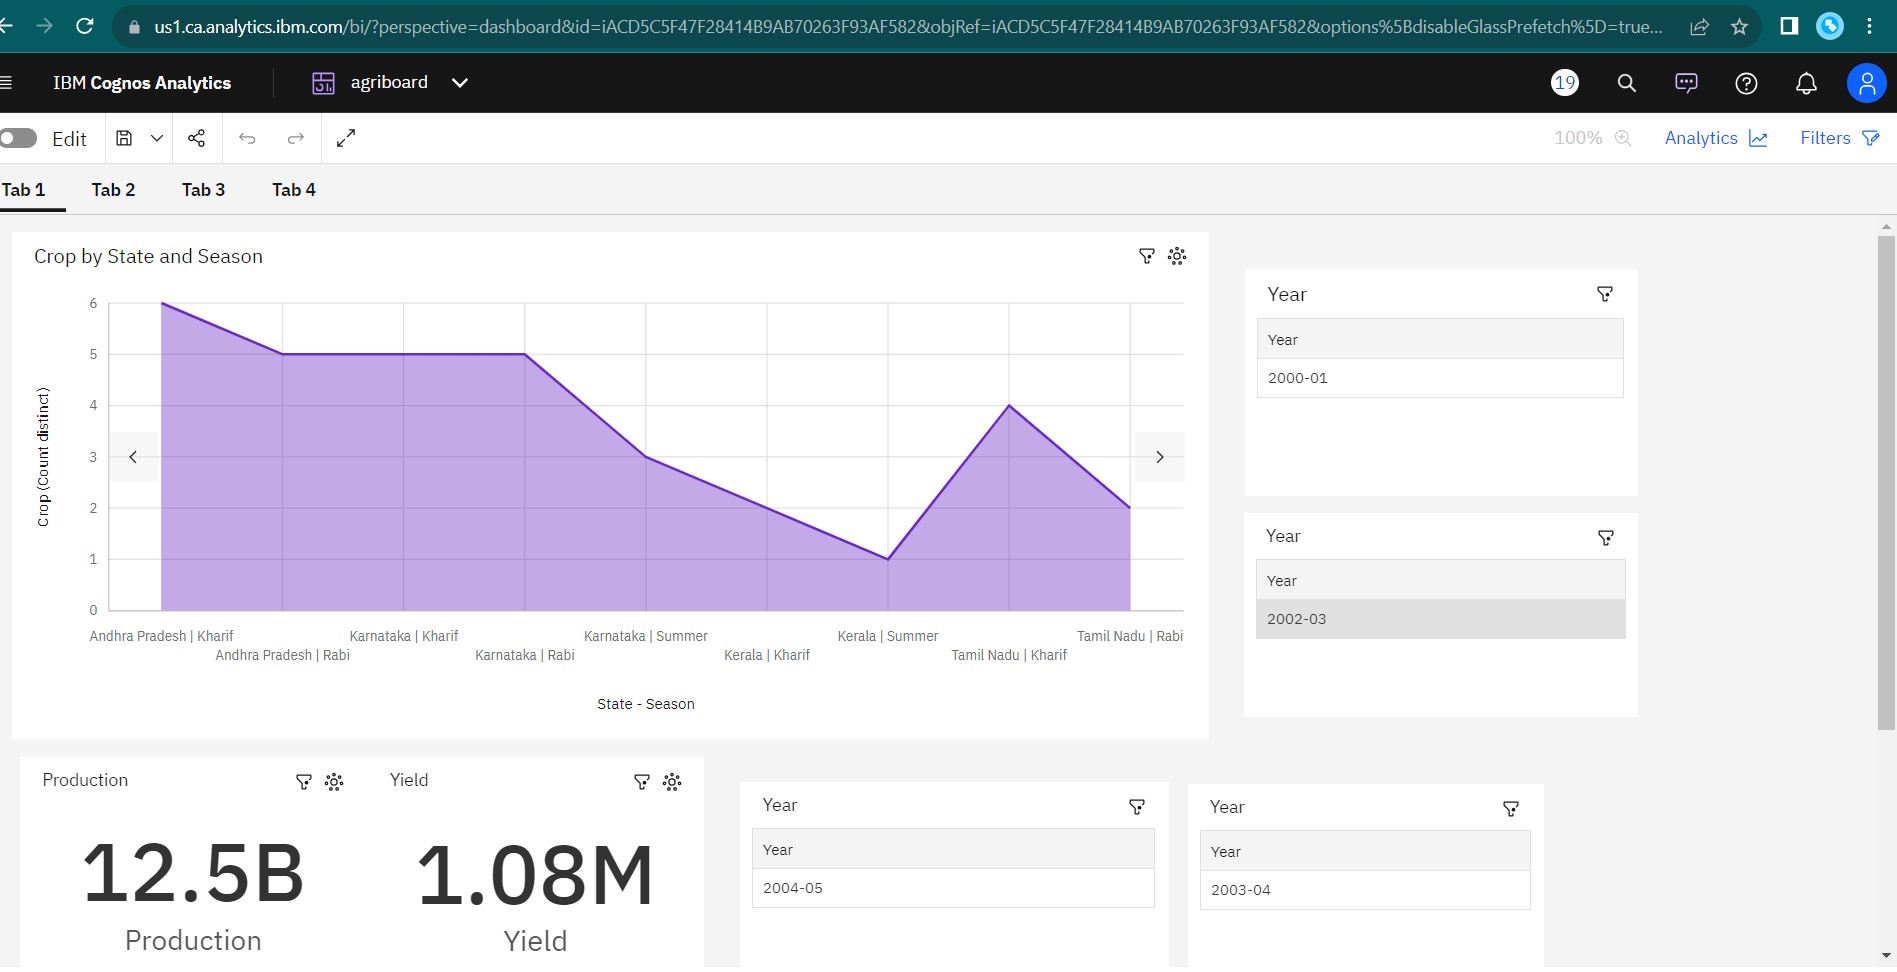 us1.ca.analytics.ibm.com/bi/?perspective=dashboard&id=iACD5C5F47F28414B9AB70263F93AF582&objRef=iACD5C5F47F28414B9AB70263F93AF582&options%5BdisableGlassPrefetch%5D=true...
IBM Cognos Analytics
agriboard
19
Edit
100%
Analytics
Filters
Tab 1
Tab 2
Tab 3
Tab 4
Crop by State and Season
6
5
4
3
2
1
0
Crop (Count distinct)
Andhra Pradesh | Kharif
Andhra Pradesh | Rabi
Karnataka | Kharif
Karnataka | Rabi
Karnataka | Summer
Kerala | Kharif
Kerala | Summer
Tamil Nadu | Kharif
Tamil Nadu | Rabi
State - Season
Year
Year
2000-01
Year
Year
2002-03
Production
12.5B
Production
Yield
1.08M
Yield
Year
Year
2004-05
Year
Year
2003-04